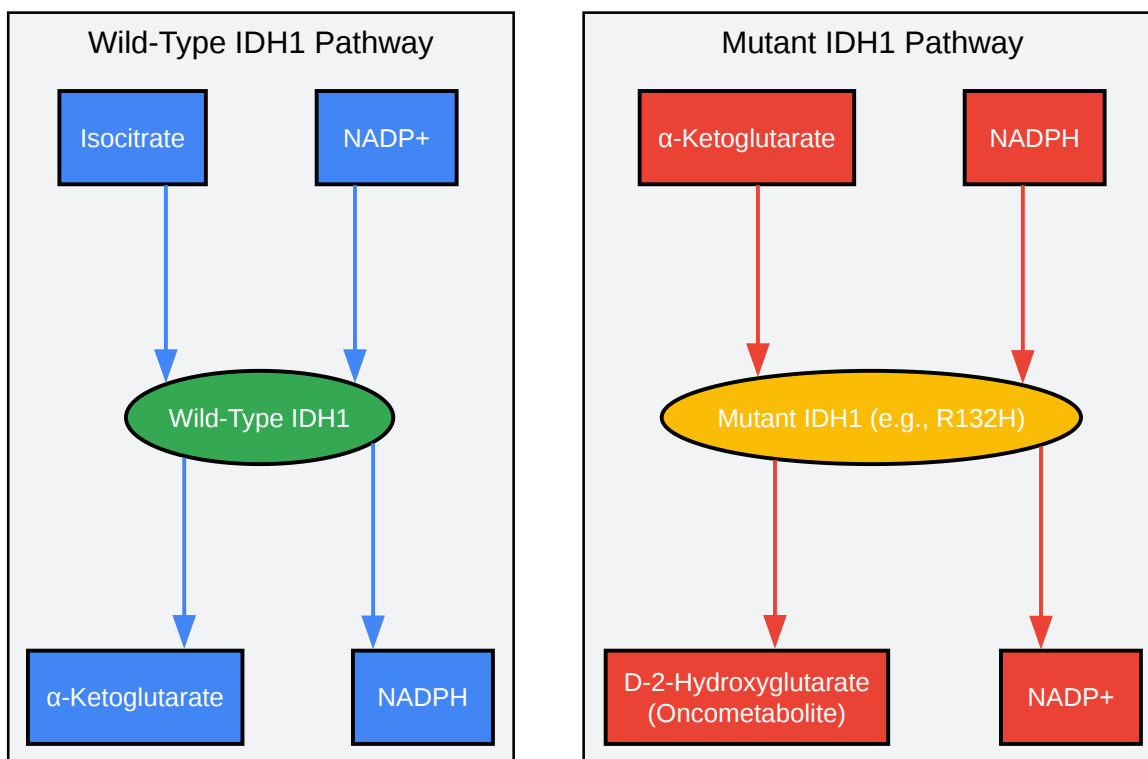 Wild-Type IDH1 Pathway
Isocitrate
NADP+
Wild-Type IDH1
α-Ketoglutarate
NADPH
Mutant IDH1 Pathway
α-Ketoglutarate
NADPH
Mutant IDH1 (e.g., R132H)
D-2-Hydroxyglutarate
(Oncometabolite)
NADP+